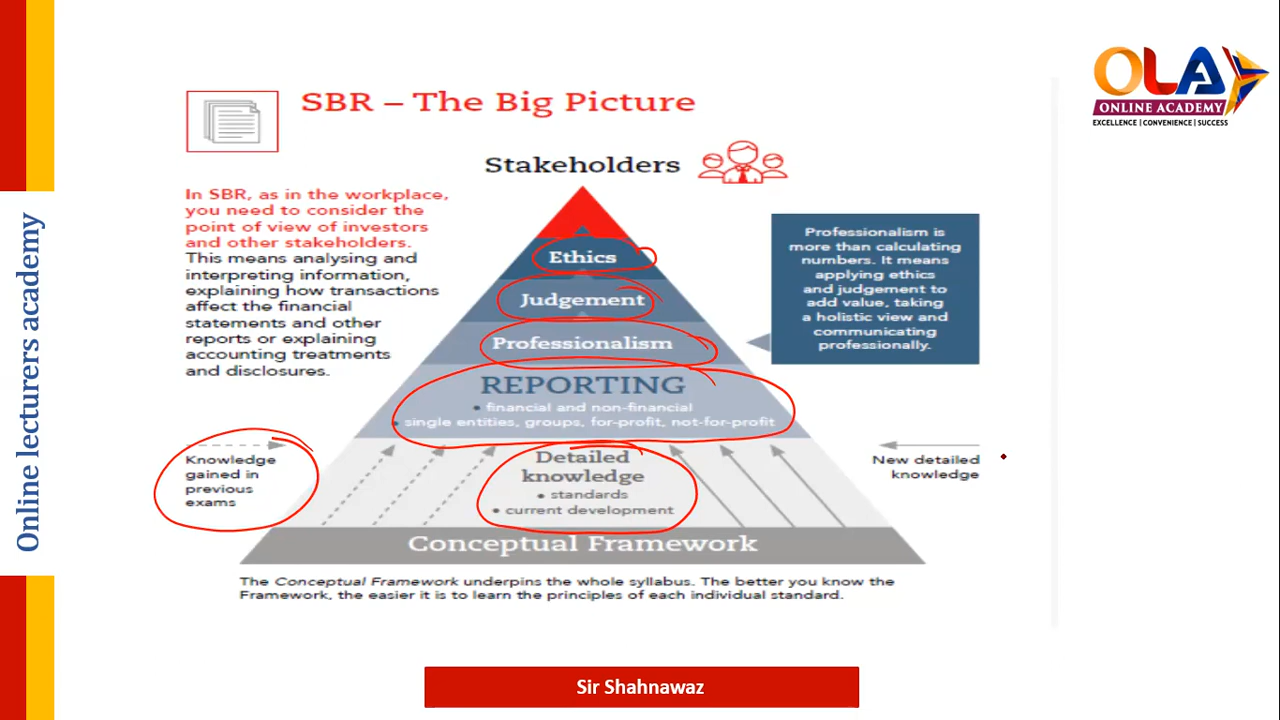 Online lecturers academy
OLA
ONLINE ACADEMY
EXCELLENCE | CONVENIENCE | SUCCESS
SBR – The Big Picture
Stakeholders
In SBR, as in the workplace,
you need to consider the
point of view of investors
and other stakeholders.
This means analysing and
interpreting information,
explaining how transactions
affect the financial
statements and other
reports or explaining
accounting treatments
and disclosures.
Ethics
Judgement
Professionalism
REPORTING
• financial and non-financial
• single entities, groups, for-profit, not-for-profit
Professionalism is
more than calculating
numbers. It means
applying ethics
and judgement to
add value, taking
a holistic view and
communicating
professionally.
Knowledge
gained in
previous
exams
Detailed
knowledge
• standards
• current development
New detailed
knowledge
Conceptual Framework
The Conceptual Framework underpins the whole syllabus. The better you know the
Framework, the easier it is to learn the principles of each individual standard.
Sir Shahnawaz